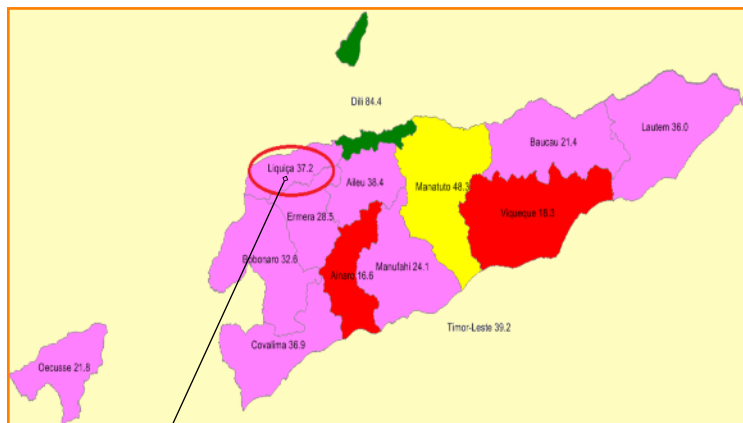 Dili 84.4
Lautem 36.0
Baucau 21.4
Liquiça 37.2
Aileu 38.4
Manatuto 48.3
Viqueque 18.3
Ermera 28.5
Bobonaro 32.6
Ainaro 16.6
Manufahi 24.1
Timor-Leste 39.2
Covalima 36.9
Oecusse 21.8